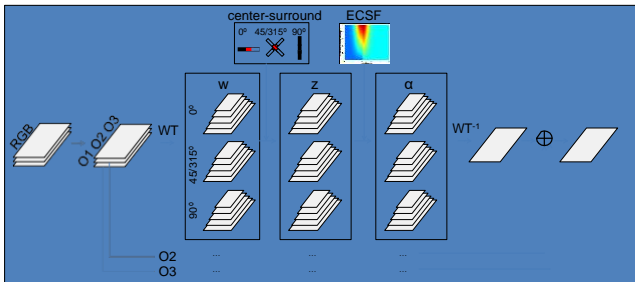 center-surround
ECSF
0º 45/315º 90º
w
z
α
RGB
O1 O2 O3
WT
0º
45/315º
90º
WT-1
O2
...
...
...
O3
...
...
...